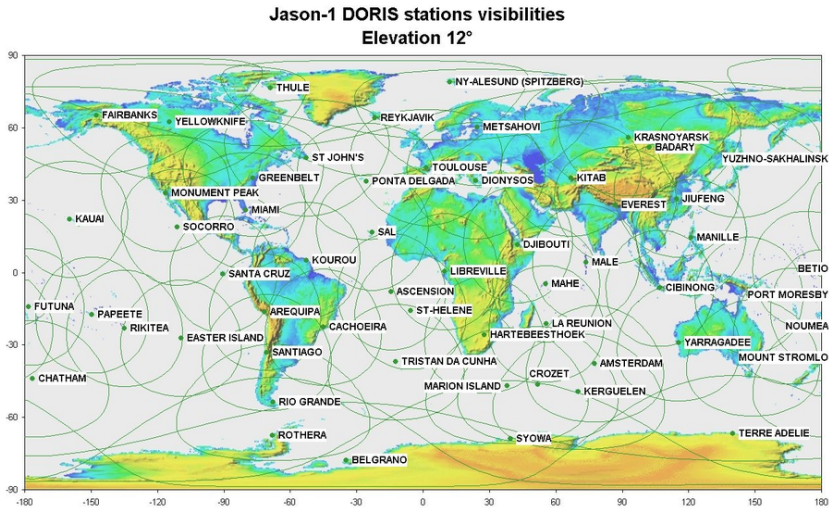 Jason-1 DORIS stations visibilities
Elevation 12°
90
NY-ALESUND (SPITZBERG)
THULE
FAIRBANKS
YELLOWKNIFE
REYKJAVIK
60
METSAHOVI
KRASNOYARSK
BADARY
ST JOHN'S
YUZHNO-SAKHALINSK
TOULOUSE
GREENBELT
PONTA DELGADA
DIONYSOS
KITAB
MONUMENT PEAK
30
EVEREST
JIUFENG
MIAMI
KAUAI
SOCORRO
SAL
MANILLE
DJIBOUTI
KOUROU
MALE
SANTA CRUZ
LIBREVILLE
BETIO
0
MAHE
CIBINONG
ASCENSION
PORT MORESBY
FUTUNA
PAPEETE
AREQUIPA
ST-HELENE
RIKITEA
CACHOEIRA
LA REUNION
NOUMEA
EASTER ISLAND
HARTEBEESTHOEK
YARRAGADEE
-30
SANTIAGO
MOUNT STROMLO
TRISTAN DA CUNHA
AMSTERDAM
CHATHAM
CROZET
MARION ISLAND
KERGUELEN
RIO GRANDE
-60
ROTHERA
SYOWA
TERRE ADELIE
BELGRANO
-90
-180 -150 -120 -90 -60 -30 0 30 60 90 120 150 180